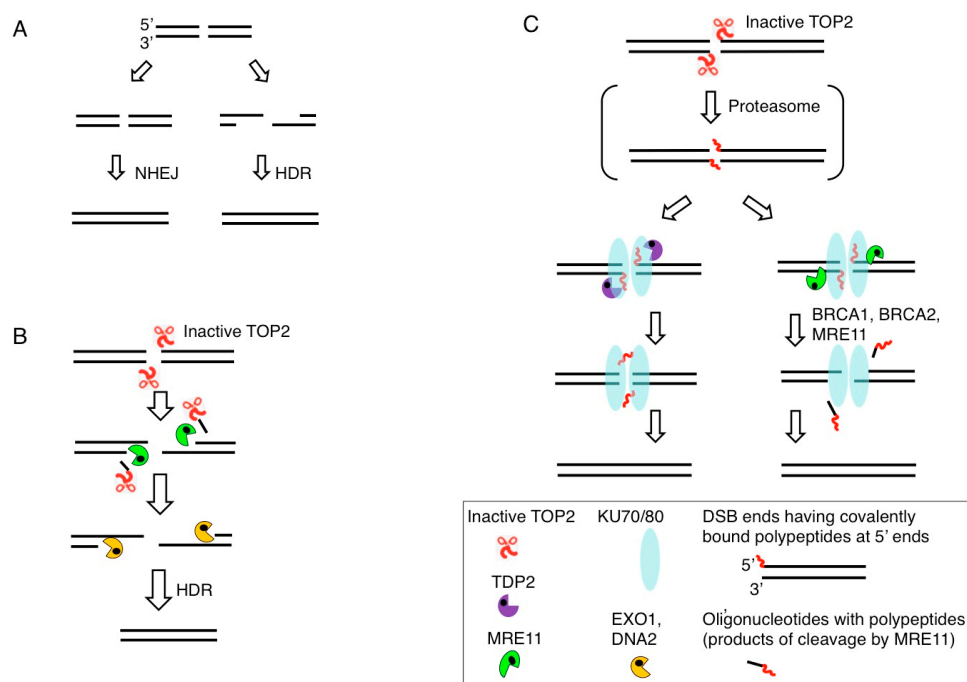 A
5'
3'
NHEJ
HDR
B
Inactive TOP2
HDR
C
Inactive TOP2
Proteasome
BRCA1, BRCA2,
MRE11
Inactive TOP2
KU70/80
DSB ends having covalently
bound polypeptides at 5' ends
5'
3'
TDP2
MRE11
EXO1,
DNA2
Oligonucleotides with polypeptides
(products of cleavage by MRE11)